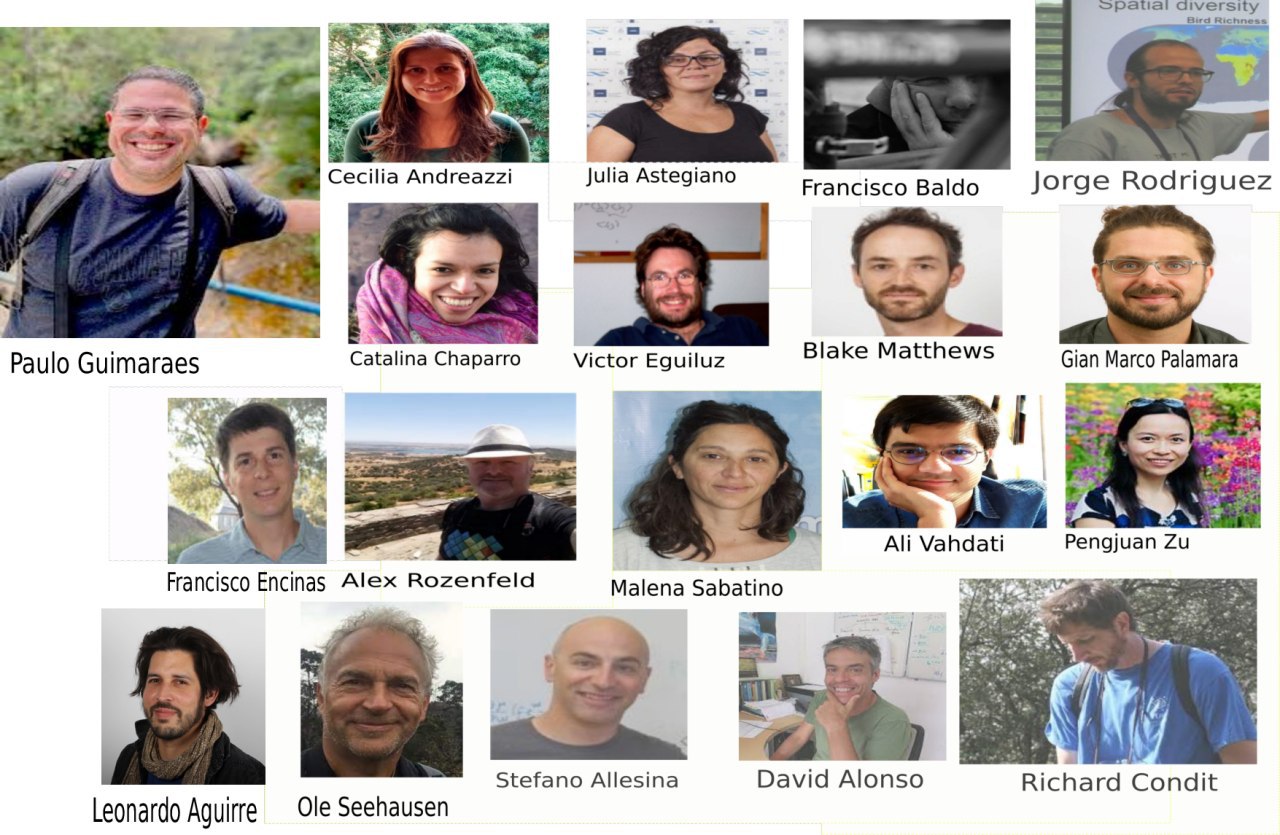 Spatial diversity
Bird Richness
Cecilia Andreazzi
Julia Astegiano
Francisco Baldo
Jorge Rodriguez
Paulo Guimaraes
Catalina Chaparro
Victor Eguiluz
Blake Matthews
Gian Marco Palamara
Francisco Encinas
Alex Rozenfeld
Malena Sabatino
Ali Vahdati
Pengjuan Zu
Leonardo Aguirre
Ole Seehausen
Stefano Allesina
David Alonso
Richard Condit